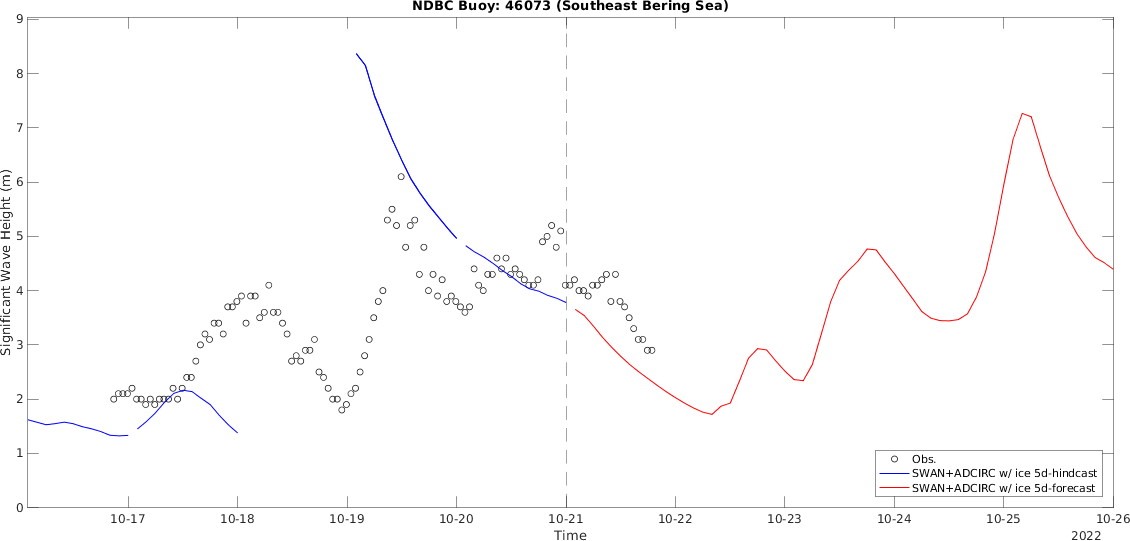 NDBC Buoy: 46073 (Southeast Bering Sea)
9
8
7
6
5
4
3
2
1
0
Significant Wave Height (m)
Obs.
SWAN+ADCIRC w/ ice 5d-hindcast
SWAN+ADCIRC w/ ice 5d-forecast
10-17 10-18 10-19 10-20 10-21 10-22 10-23 10-24 10-25 10-26
Time
2022